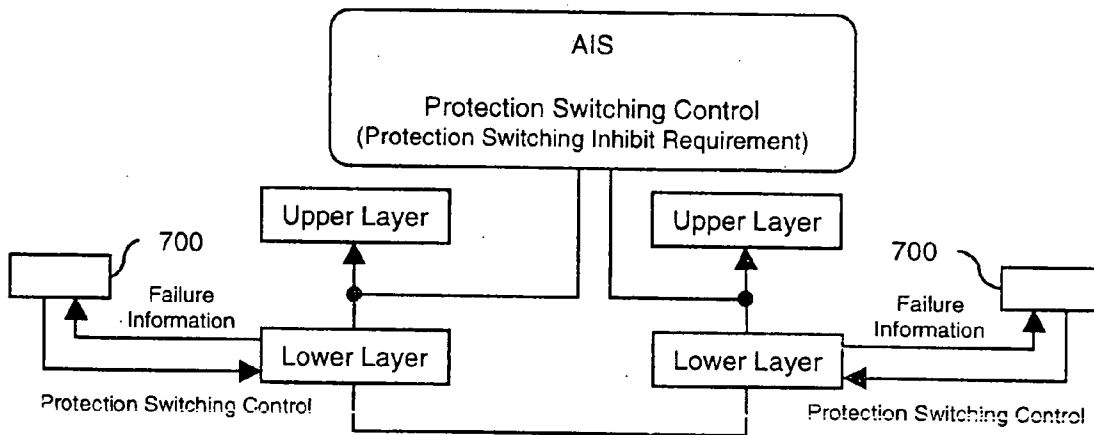 AIS
Protection Switching Control
(Protection Switching Inhibit Requirement)
Upper Layer
Upper Layer
700
700
Failure
Information
Failure
Information
Lower Layer
Lower Layer
Protection Switching Control
Protection Switching Control